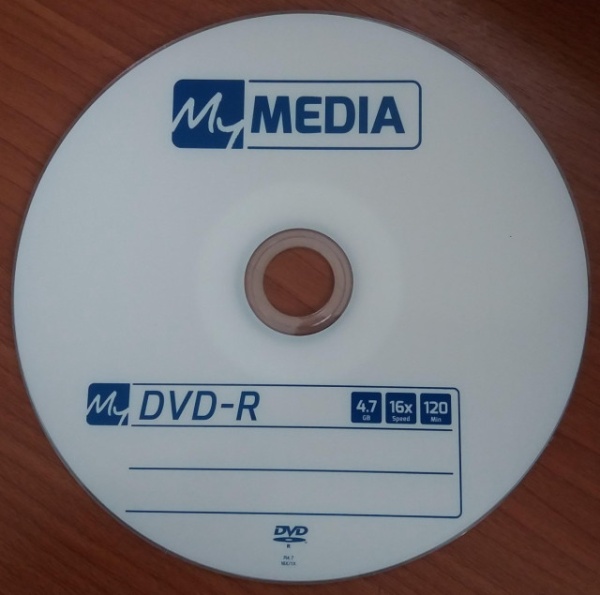 My MEDIA
My DVD-R
4.7 GB 16x Speed 120 Min
DVD
R